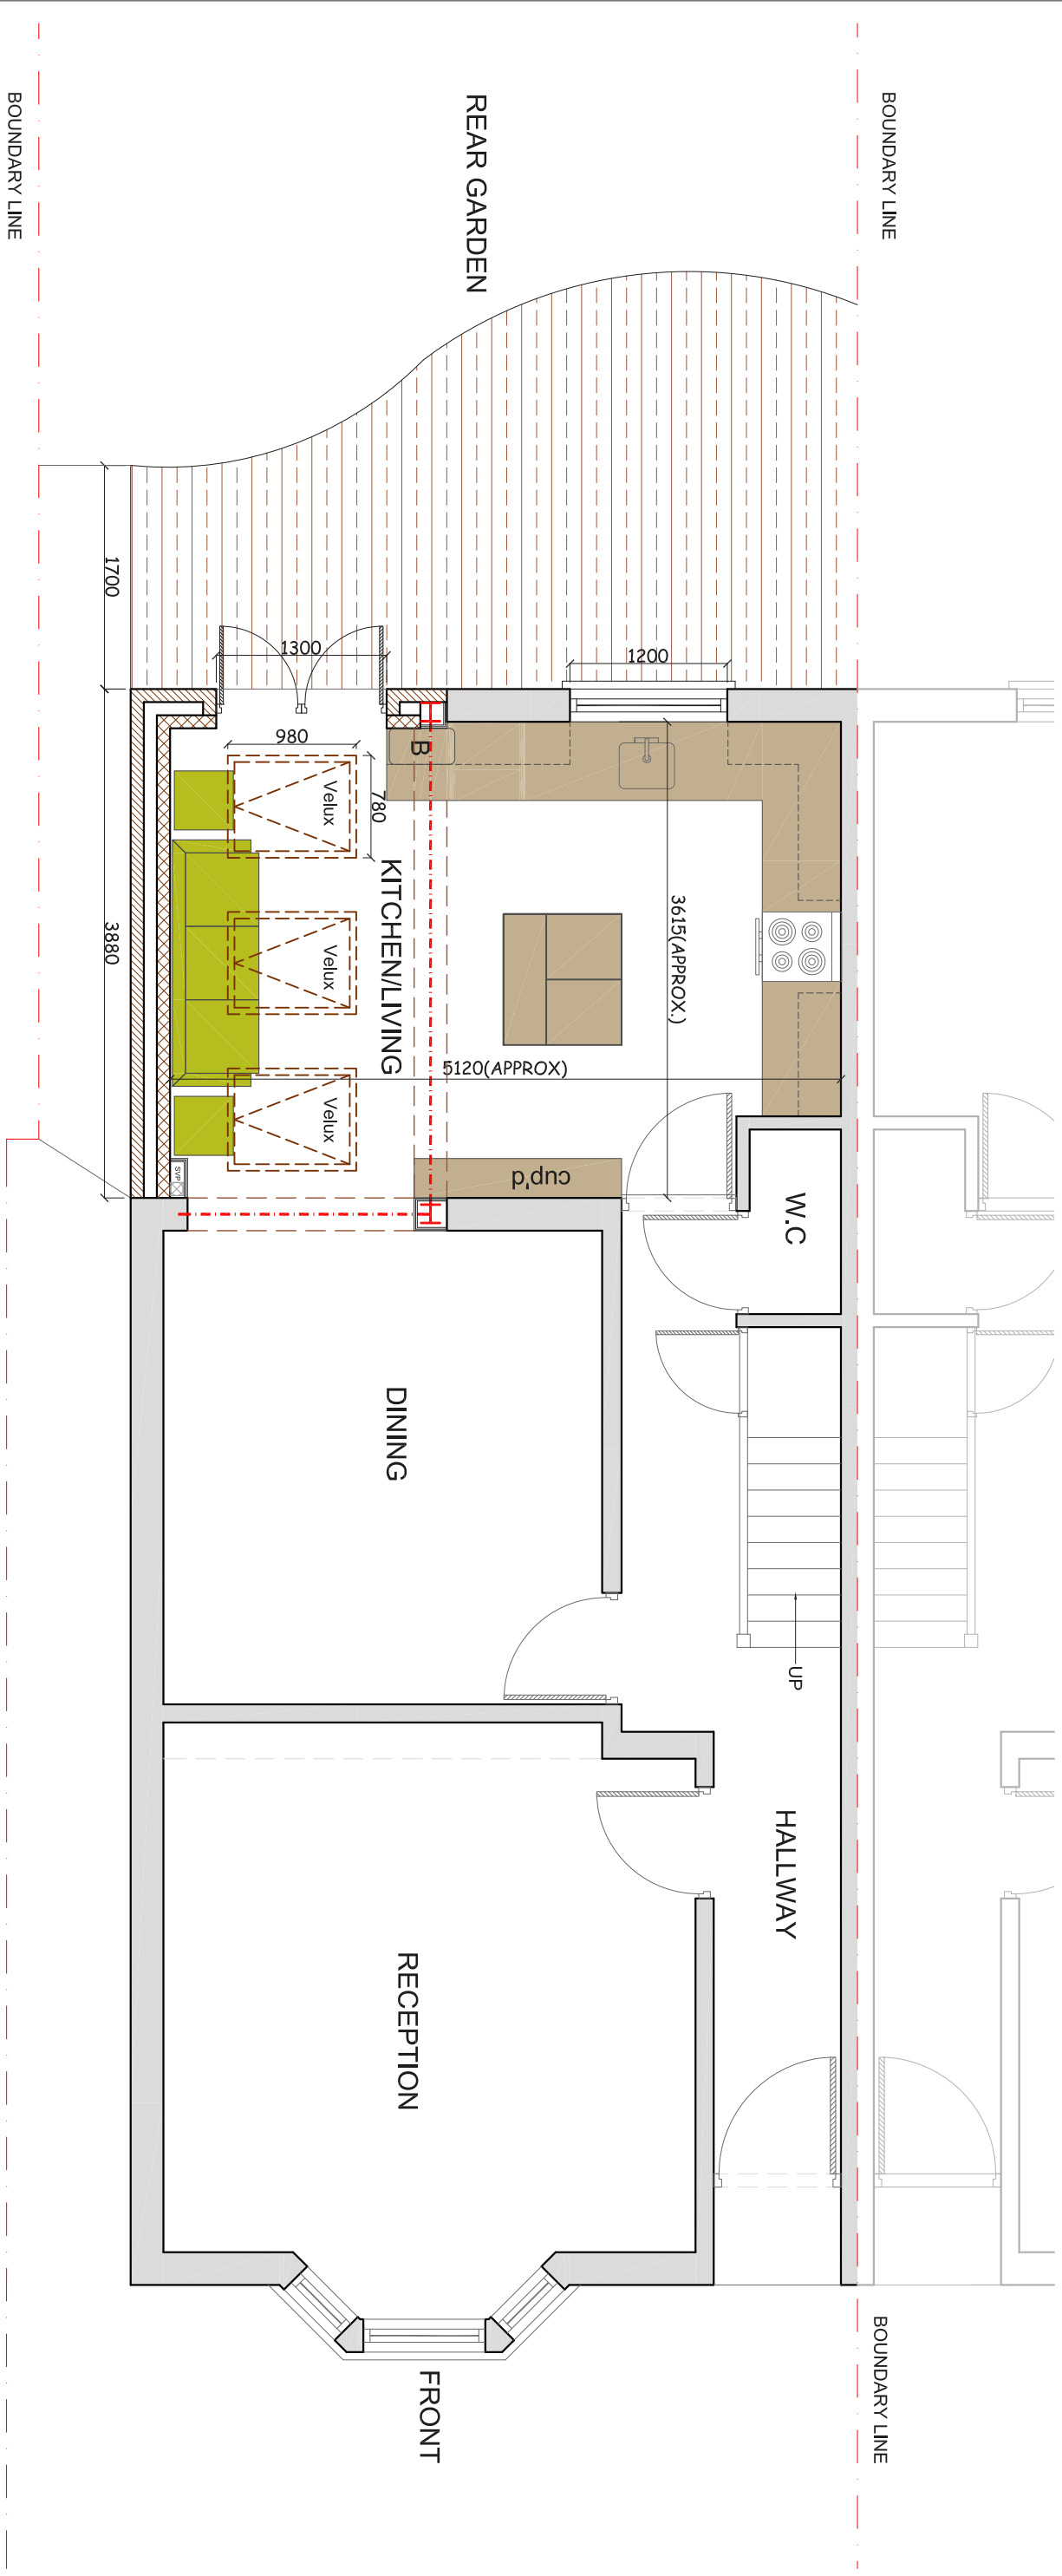 BOUNDARY LINE
BOUNDARY LINE
REAR GARDEN
1700
1300
1200
980
780
B
Velux
KITCHEN/LIVING
3615(APPROX.)
3880
Velux
5120(APPROX)
Velux
SVP
cup'd
W.C
DINING
UP
HALLWAY
RECEPTION
FRONT
BOUNDARY LINE